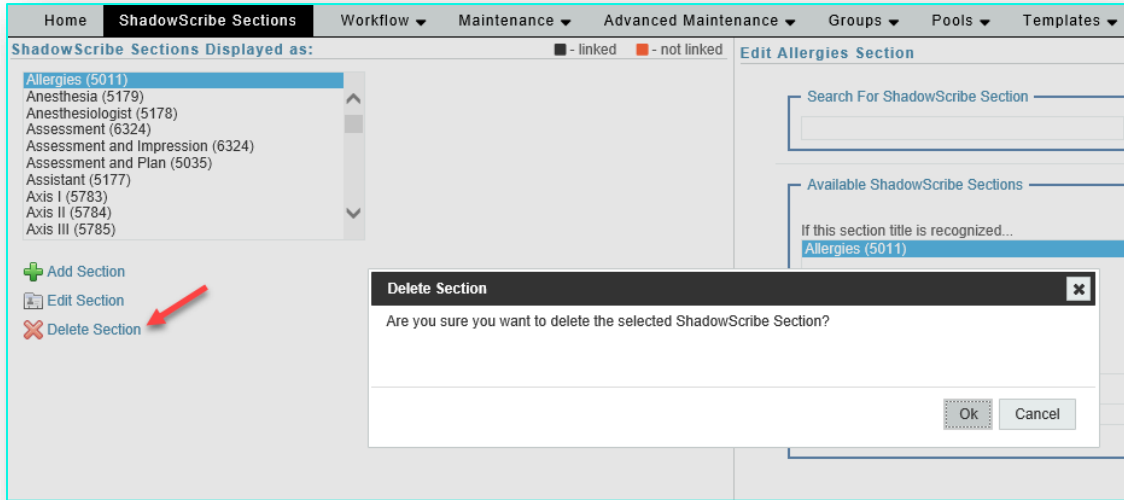 Home ShadowScribe Sections Workflow Maintenance Advanced Maintenance Groups Pools Templates
ShadowScribe Sections Displayed as: - linked - not linked
Allergies (5011)
Anesthesia (5179)
Anesthesiologist (5178)
Assessment (6324)
Assessment and Impression (6324)
Assessment and Plan (5035)
Assistant (5177)
Axis I (5783)
Axis II (5784)
Axis III (5785)
Add Section
Edit Section
Delete Section
Edit Allergies Section
Search For ShadowScribe Section
Available ShadowScribe Sections
If this section title is recognized...
Allergies (5011)
Delete Section
Are you sure you want to delete the selected ShadowScribe Section?
Ok Cancel